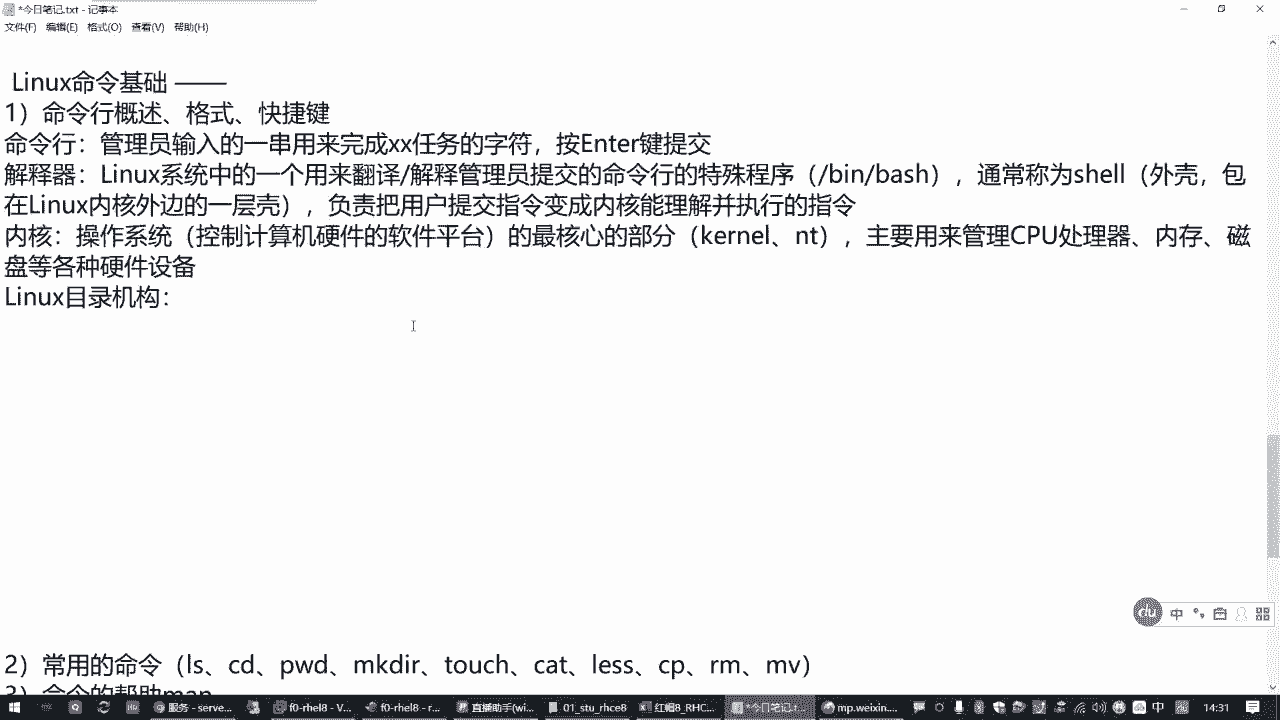 *今日笔记.txt - 记事本
文件(F) 编辑(E) 格式(O) 查看(V) 帮助(H)
Linux命令基础 ——
1）命令行概述、格式、快捷键
命令行：管理员输入的一串用来完成xx任务的字符，按Enter键提交
解释器：Linux系统中的一个用来翻译/解释管理员提交的命令行的特殊程序（/bin/bash），通常称为shell（外壳，包
在Linux内核外边的一层壳），负责把用户提交指令变成内核能理解并执行的指令
内核：操作系统（控制计算机硬件的软件平台）的最核心的部分（kernel、nt），主要用来管理CPU处理器、内存、磁
盘等各种硬件设备
Linux目录机构：
du 中
2）常用的命令（ls、cd、pwd、mkdir、touch、cat、less、cp、rm、mv）
3）命令的帮助man
服务 - serve... f0-rhel8 - V... f0-rhel8 - r... 直播助手(wi... 01_stu_rhce8 红帽8_RHC... *今日笔记.t... mp.weixin.... 中 14:31